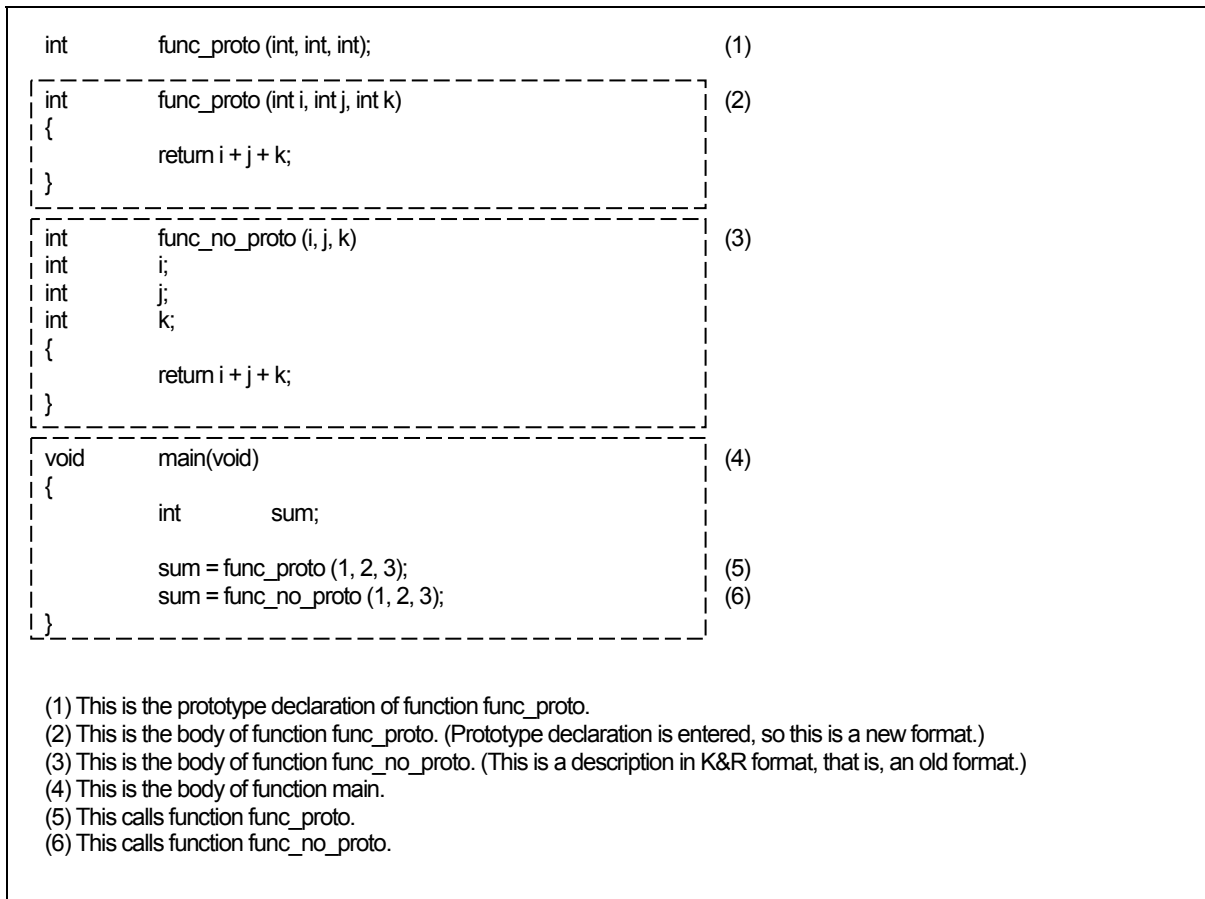 int func_proto (int, int, int); (1)
int func_proto (int i, int j, int k) (2)
{
return i + j + k;
}
int func_no_proto (i, j, k) (3)
int i;
int j;
int k;
{
return i + j + k;
}
void main(void) (4)
{
int sum;
sum = func_proto (1, 2, 3); (5)
sum = func_no_proto (1, 2, 3); (6)
}
(1) This is the prototype declaration of function func_proto.
(2) This is the body of function func_proto. (Prototype declaration is entered, so this is a new format.)
(3) This is the body of function func_no_proto. (This is a description in K&R format, that is, an old format.)
(4) This is the body of function main.
(5) This calls function func_proto.
(6) This calls function func_no_proto.